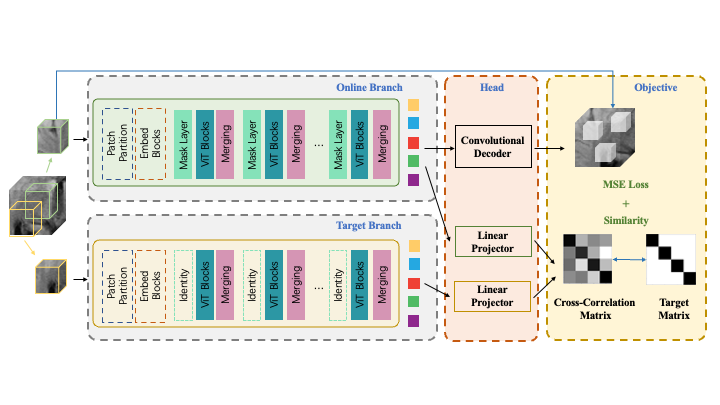 Online Branch
Head
Objective
Patch
Partition
Embed
Blocks
Mask Layer
ViT Blocks
Merging
Mask Layer
ViT Blocks
Merging
...
Mask Layer
ViT Blocks
Merging
Convolutional
Decoder
MSE Loss
+
Similarity
Target Branch
Patch
Partition
Embed
Blocks
Identity
ViT Blocks
Merging
Identity
ViT Blocks
Merging
...
Identity
ViT Blocks
Merging
Linear
Projector
Linear
Projector
Cross-Correlation
Matrix
Target
Matrix